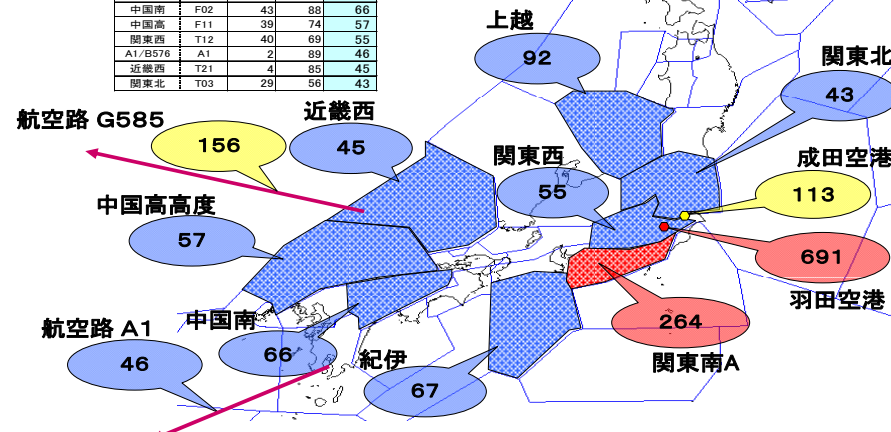 中国南 F02 43 88 66
中国高 F11 39 74 57
関東西 T12 40 69 55
A1/B576 A1 2 89 46
近畿西 T21 4 85 45
関東北 T03 29 56 43
上越
92
関東北
43
航空路 G585
156
近畿西
45
関東西
55
成田空港
113
中国高高度
57
691
羽田空港
264
関東南A
航空路 A1
46
中国南
66
紀伊
67